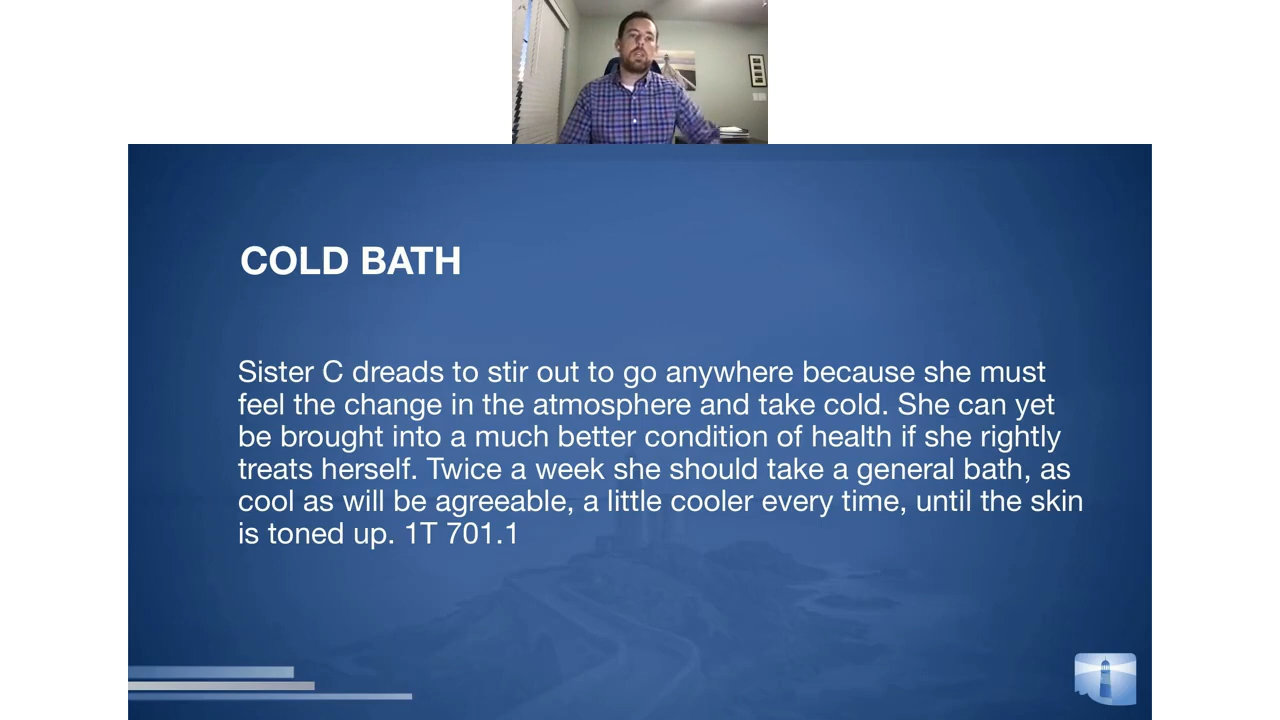 COLD BATH
Sister C dreads to stir out to go anywhere because she must
feel the change in the atmosphere and take cold. She can yet
be brought into a much better condition of health if she rightly
treats herself. Twice a week she should take a general bath, as
cool as will be agreeable, a little cooler every time, until the skin
is toned up. 1T 701.1